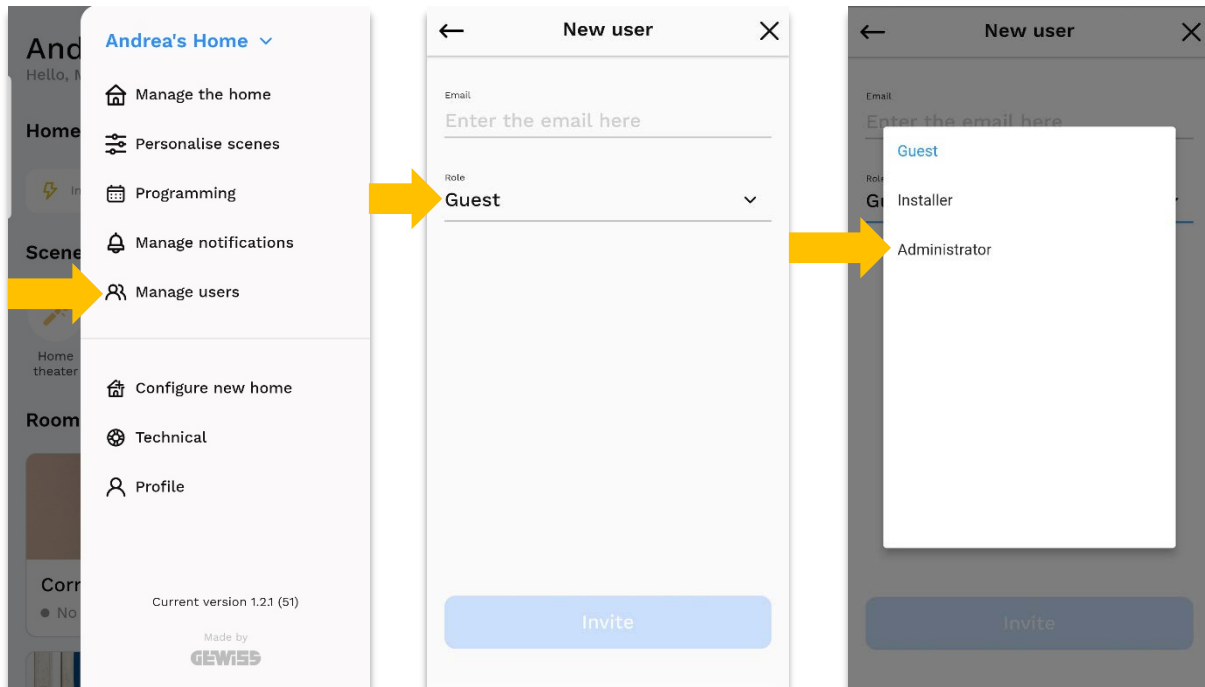 Andrea's Home
Manage the home
Personalise scenes
Programming
Manage notifications
Manage users
Configure new home
Technical
Profile
Current version 1.2.1 (51)
Made by
GEWISS
And
Hello,
Home
Scene
Home
theater
Room
Corr
No
New user
Email
Enter the email here
Role
Guest
Invite
New user
Email
Enter the email here
Role
Guest
Installer
Administrator
Invite